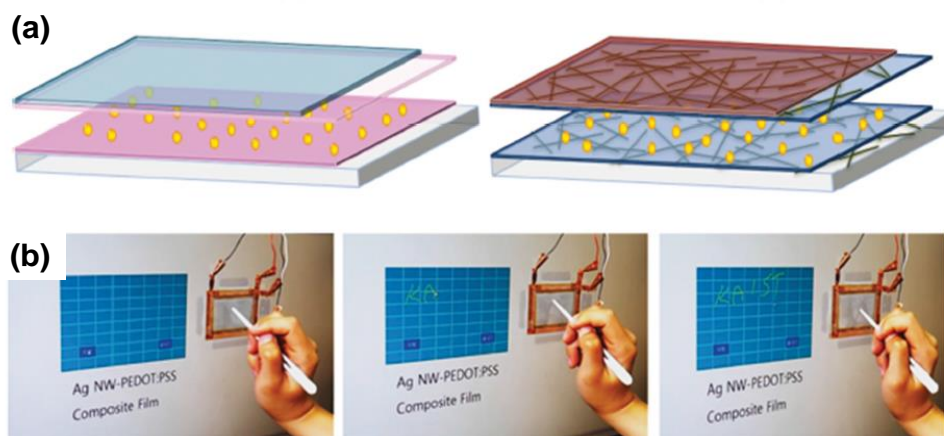 (a)
(b)
Ag NW-PEDOT:PSS
Composite Film
KA
Ag NW-PEDOT:PSS
Composite Film
KAIST
Ag NW-PEDOT:PSS
Composite Film